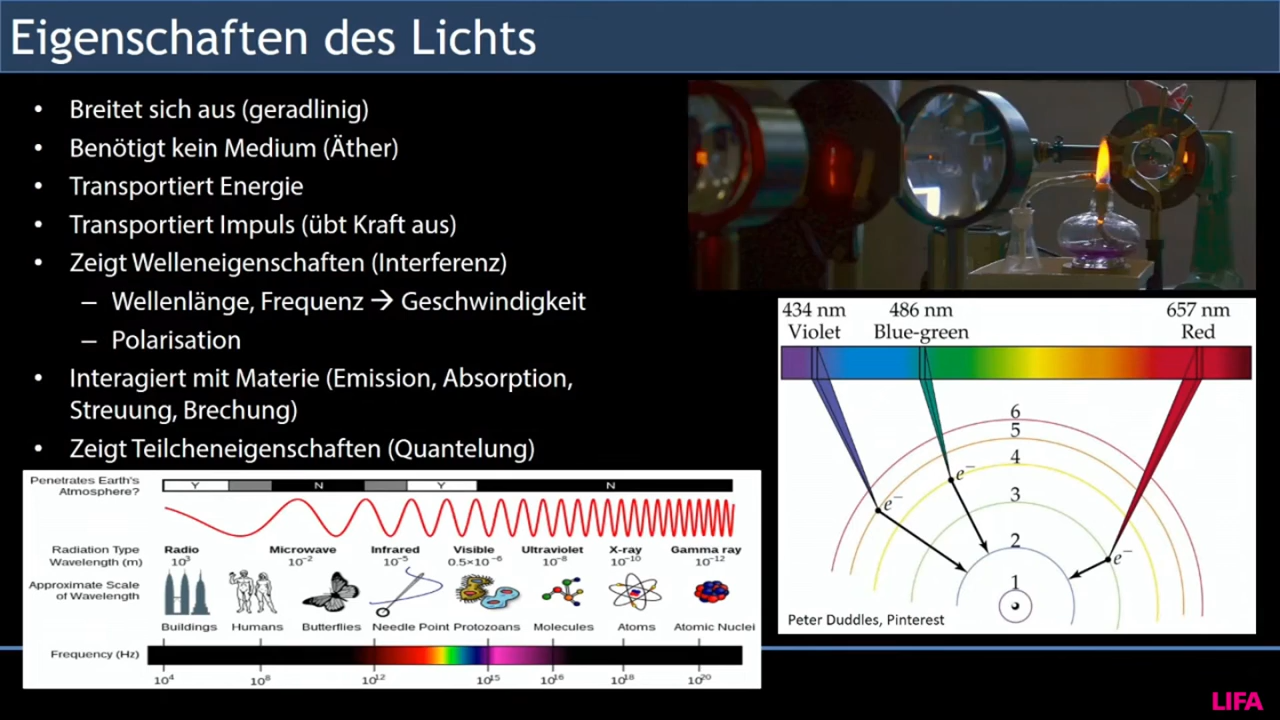 Eigenschaften des Lichts
• Breitet sich aus (geradlinig)
• Benötigt kein Medium (Äther)
• Transportiert Energie
• Transportiert Impuls (übt Kraft aus)
• Zeigt Welleneigenschaften (Interferenz)
– Wellenlänge, Frequenz → Geschwindigkeit
– Polarisation
• Interagiert mit Materie (Emission, Absorption,
Streuung, Brechung)
• Zeigt Teilcheneigenschaften (Quantelung)
434 nm 486 nm 657 nm
Violet Blue-green Red
6
5
4
3
2
1
e⁻ e⁻ e⁻
Peter Duddles, Pinterest
Penetrates Earth's
Atmosphere?
Y N Y N
Radiation Type Radio Microwave Infrared Visible Ultraviolet X-ray Gamma ray
Wavelength (m) 10³ 10⁻² 10⁻⁵ 0.5×10⁻⁶ 10⁻⁸ 10⁻¹⁰ 10⁻¹²
Approximate Scale
of Wavelength
Buildings Humans Butterflies Needle Point Protozoans Molecules Atoms Atomic Nuclei
Frequency (Hz)
10⁴ 10⁸ 10¹² 10¹⁵ 10¹⁶ 10¹⁸ 10²⁰
LIFA